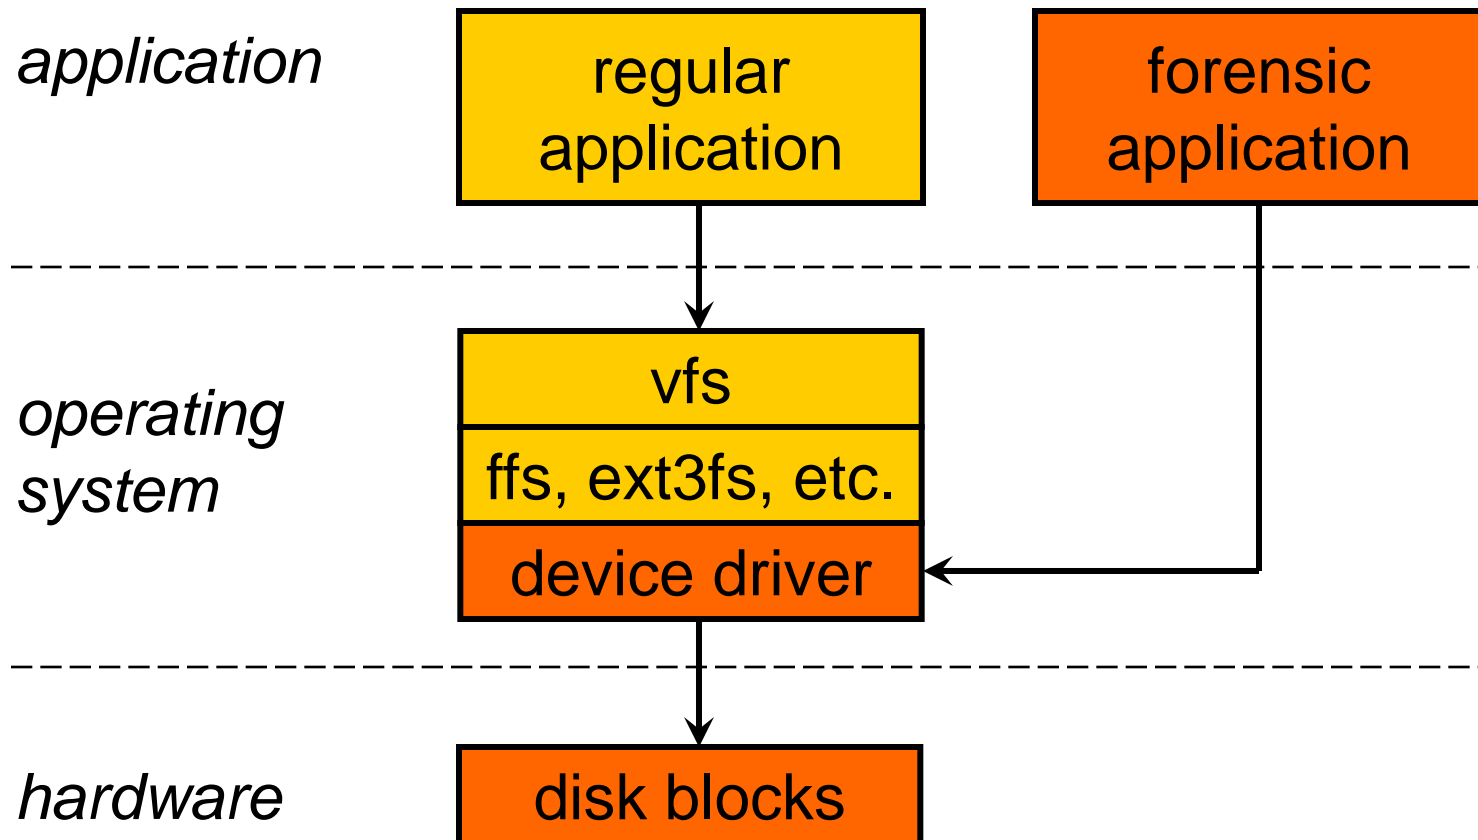 application
regular
application
forensic
application
operating
system
vfs
ffs, ext3fs, etc.
device driver
hardware
disk blocks